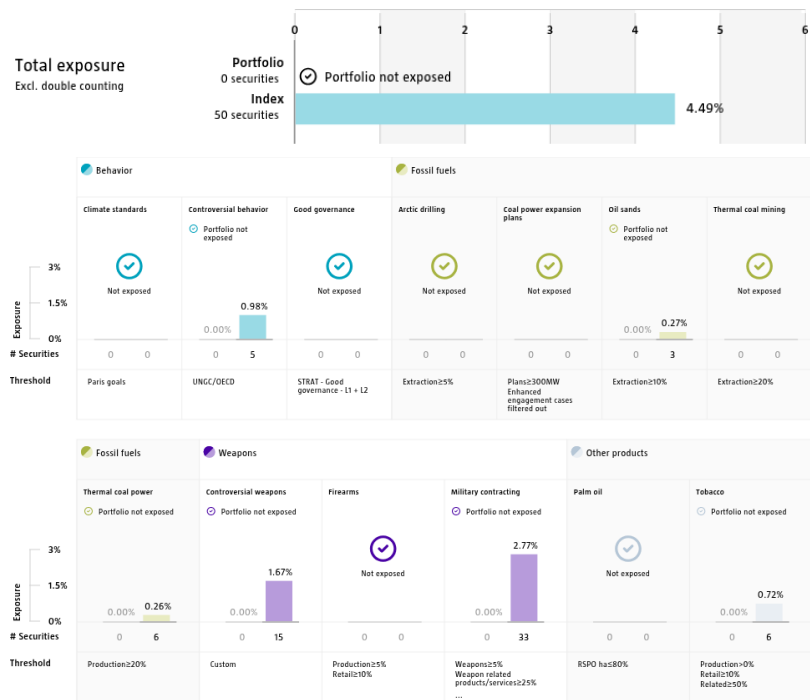 0 1 2 3 4 5 6
Total exposure
Excl. double counting
Portfolio
0 securities
Portfolio not exposed
Index
50 securities
4.49%
Behavior
Fossil fuels
Climate standards
Controversial behavior
Good governance
Arctic drilling
Coal power expansion
plans
Oil sands
Thermal coal mining
Portfolio not
exposed
Portfolio not
exposed
Exposure
3%
1.5%
0%
Not exposed
0.00%
0.98%
Not exposed
Not exposed
Not exposed
0.00%
0.27%
Not exposed
# Securities
0 0
0 5
0 0
0 0
0 0
0 3
0 0
Threshold
Paris goals
UNGC/OECD
STRAT - Good
governance - L1 + L2
Extraction≥5%
Plans≥300MW
Enhanced
engagement cases
filtered out
Extraction≥10%
Extraction≥20%
Fossil fuels
Weapons
Other products
Thermal coal power
Controversial weapons
Firearms
Military contracting
Palm oil
Tobacco
Portfolio not exposed
Portfolio not exposed
Portfolio not exposed
Portfolio not exposed
Exposure
3%
1.5%
0%
0.00%
0.26%
0.00%
1.67%
Not exposed
0.00%
2.77%
Not exposed
0.00%
0.72%
# Securities
0 6
0 15
0 0
0 33
0 0
0 6
Threshold
Production≥20%
Custom
Production≥5%
Retail≥10%
Weapons≥5%
Weapon related
products/services≥25%
...
RSPO ha≤80%
Production>0%
Retail≥10%
Related≥50%